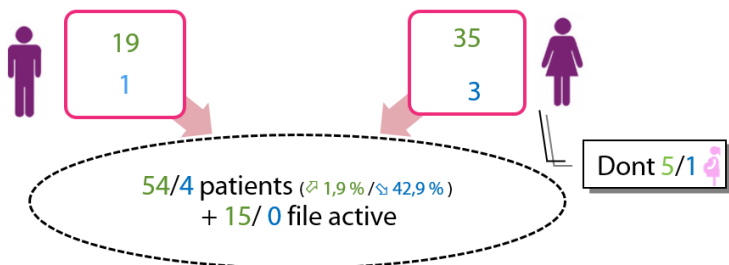 19
1
35
3
Dont 5/1
54/4 patients (⬀ 1,9 % /⬂ 42,9 % )
+ 15/ 0 file active